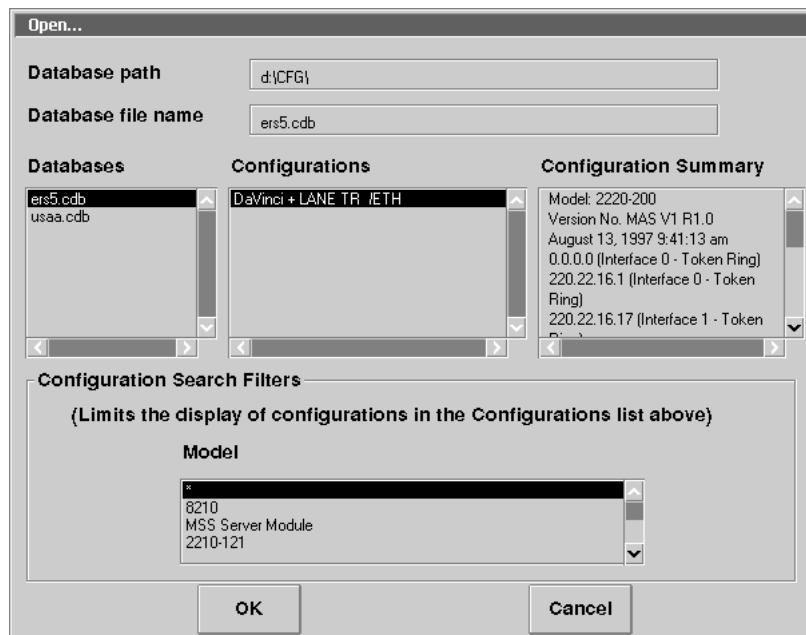 Open...
Database path
d:\CFG\
Database file name
ers5.cdb
Databases
Configurations
Configuration Summary
ers5.cdb
usaa.cdb
DaVinci + LANE TR /ETH
Model: 2220-200
Version No. MAS V1 R1.0
August 13, 1997 9:41:13 am
0.0.0.0 (Interface 0 - Token Ring)
220.22.16.1 (Interface 0 - Token
Ring)
220.22.16.17 (Interface 1 - Token
Configuration Search Filters
(Limits the display of configurations in the Configurations list above)
Model
*
8210
MSS Server Module
2210-121
OK
Cancel